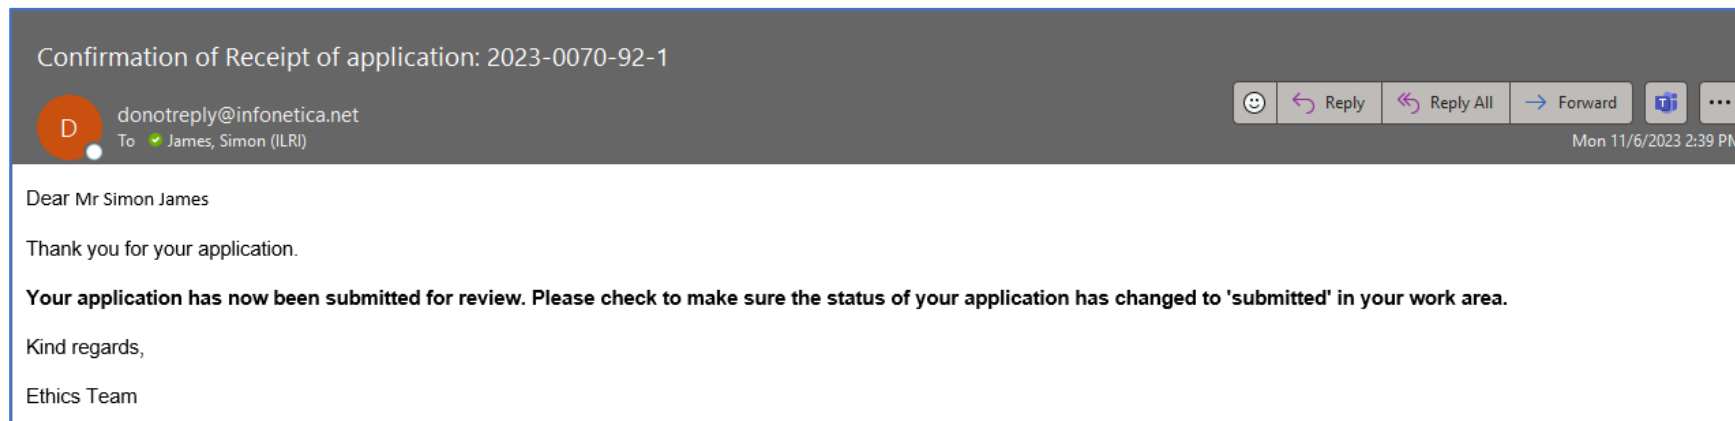 Confirmation of Receipt of application: 2023-0070-92-1
D
donotreply@infonetica.net
To James, Simon (ILRI)
Reply
Reply All
Forward
Mon 11/6/2023 2:39 PM
Dear Mr Simon James
Thank you for your application.
Your application has now been submitted for review. Please check to make sure the status of your application has changed to 'submitted' in your work area.
Kind regards,
Ethics Team